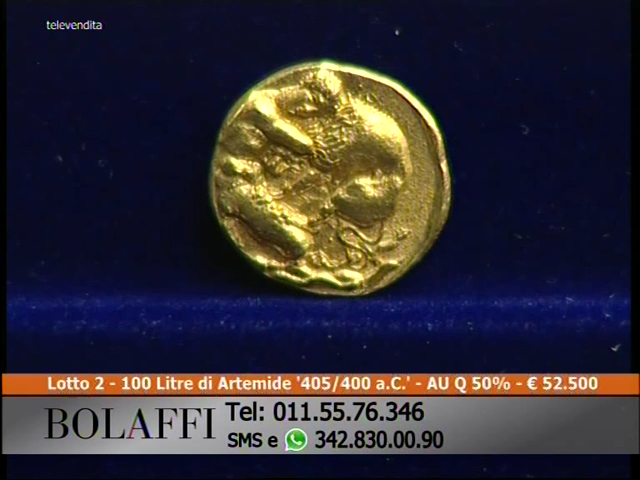 televendita
Lotto 2 - 100 Litre di Artemide '405/400 a.C.' - AU Q 50% - € 52.500
BOLAFFI
Tel: 011.55.76.346
SMS e 342.830.00.90